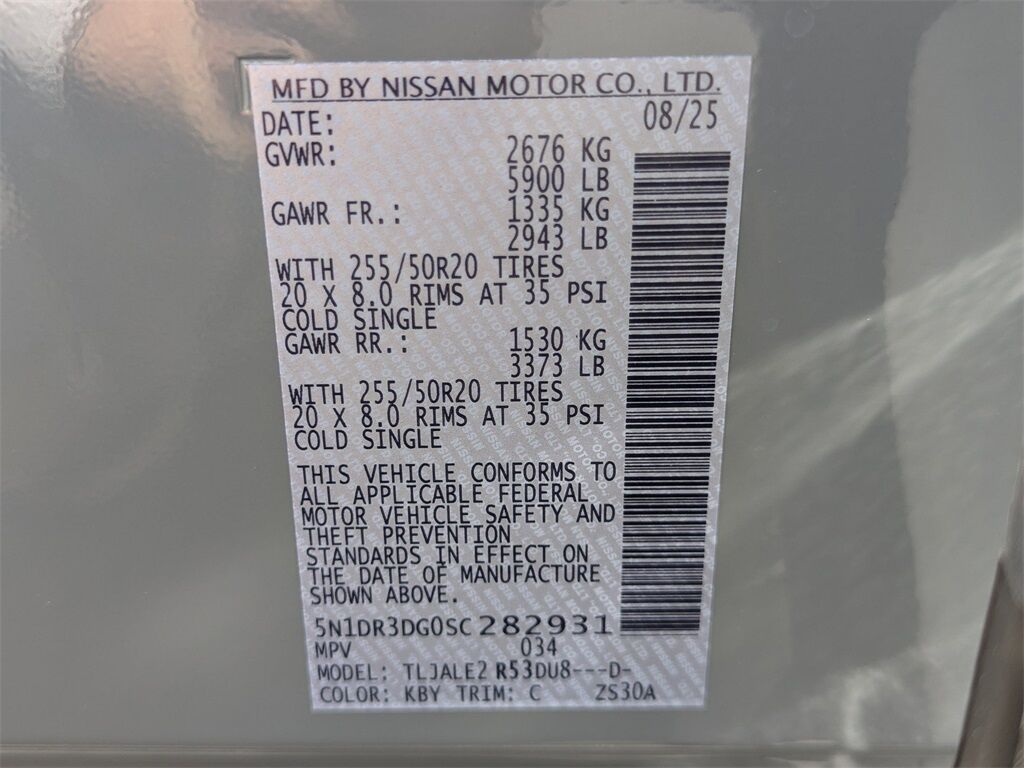 MFD BY NISSAN MOTOR CO., LTD.
DATE: 08/25
GVWR: 2676 KG
5900 LB
GAWR FR.: 1335 KG
2943 LB
WITH 255/50R20 TIRES
20 X 8.0 RIMS AT 35 PSI
COLD SINGLE
GAWR RR.: 1530 KG
3373 LB
WITH 255/50R20 TIRES
20 X 8.0 RIMS AT 35 PSI
COLD SINGLE
THIS VEHICLE CONFORMS TO
ALL APPLICABLE FEDERAL
MOTOR VEHICLE SAFETY AND
THEFT PREVENTION
STANDARDS IN EFFECT ON
THE DATE OF MANUFACTURE
SHOWN ABOVE.
5N1DR3DG0SC282931
MPV 034
MODEL: TLJALE2 R53DU8---D-
COLOR: KBY TRIM: C ZS30A